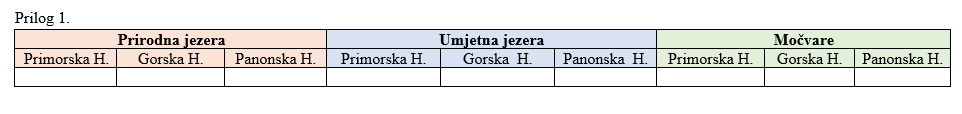 Prilog 1.
Prirodna jezera Umjetna jezera Močvare
Primorska H. Gorska H. Panonska H. Primorska H. Gorska H. Panonska H. Primorska H. Gorska H. Panonska H.